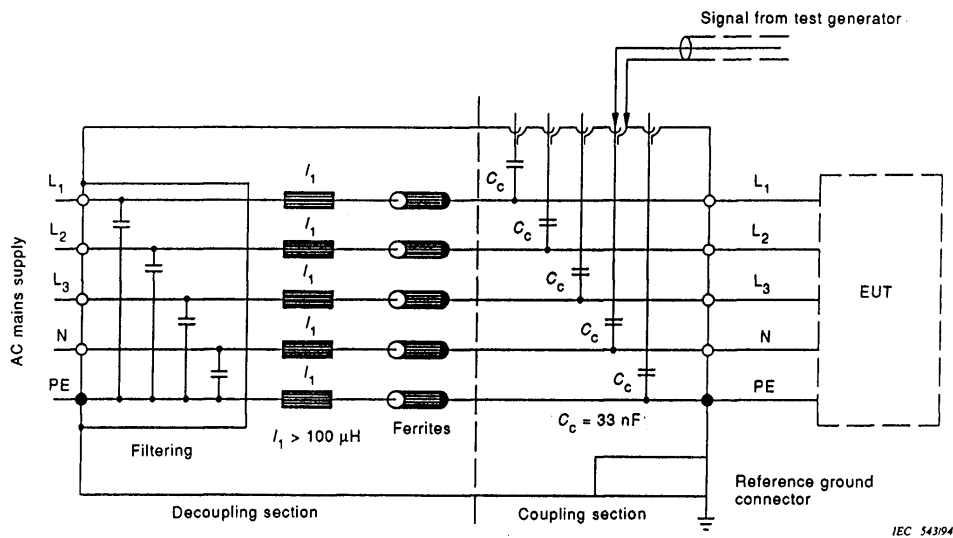 Signal from test generator
AC mains supply
L1
L2
L3
N
PE
l1
l1
l1
l1
l1
Cc
Cc
Cc
Cc
Cc
L1
L2
L3
N
PE
EUT
Filtering
l1 > 100 µH
Ferrites
Cc = 33 nF
Decoupling section
Coupling section
Reference ground
connector
IEC 543/94